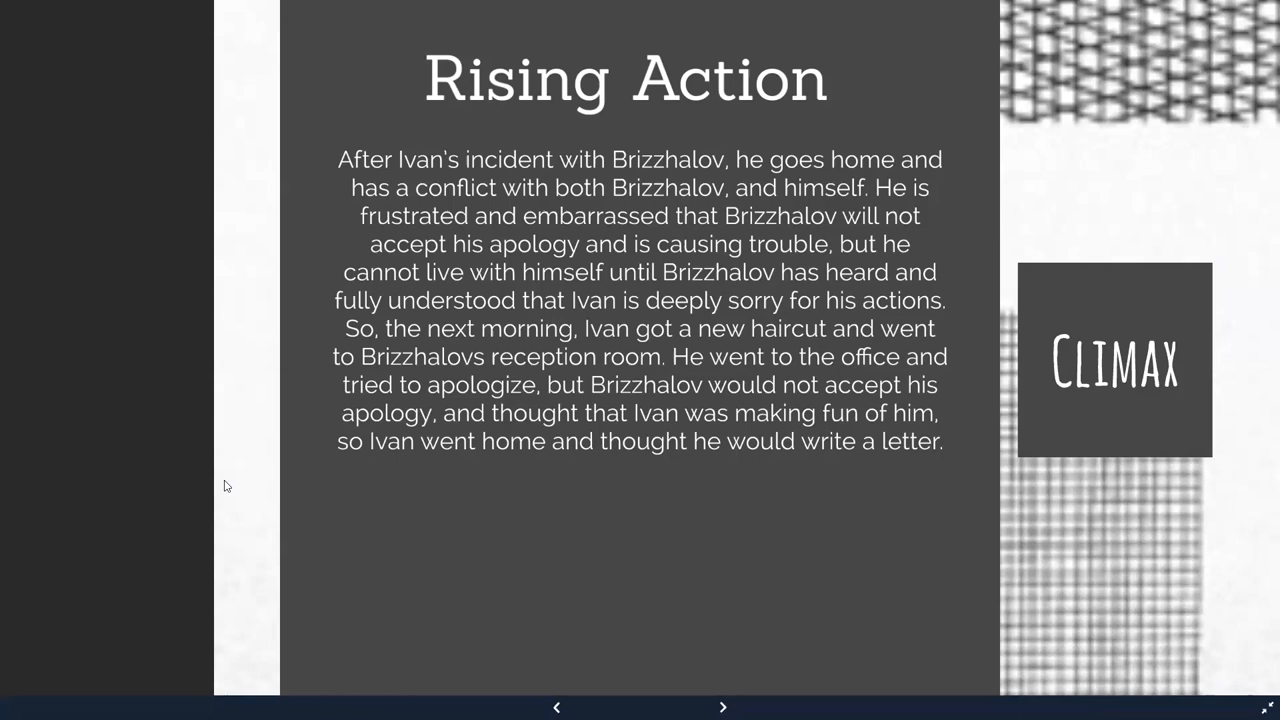 Rising Action
After Ivan's incident with Brizzhalov, he goes home and
has a conflict with both Brizzhalov, and himself. He is
frustrated and embarrassed that Brizzhalov will not
accept his apology and is causing trouble, but he
cannot live with himself until Brizzhalov has heard and
fully understood that Ivan is deeply sorry for his actions.
So, the next morning, Ivan got a new haircut and went
to Brizzhalovs reception room. He went to the office and
tried to apologize, but Brizzhalov would not accept his
apology, and thought that Ivan was making fun of him,
so Ivan went home and thought he would write a letter.
Climax